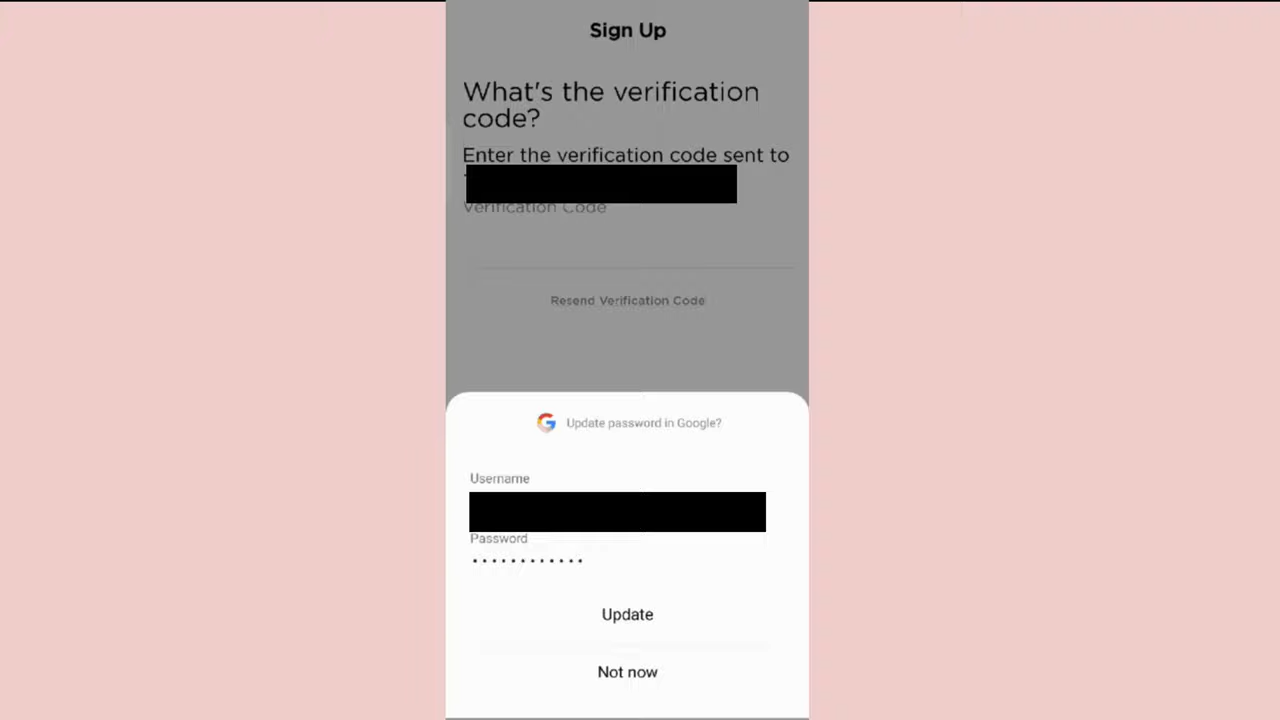 Sign Up
What's the verification
code?
Enter the verification code sent to
Verification Code
Resend Verification Code
Update password in Google?
Username
Password
••••••••••••
Update
Not now